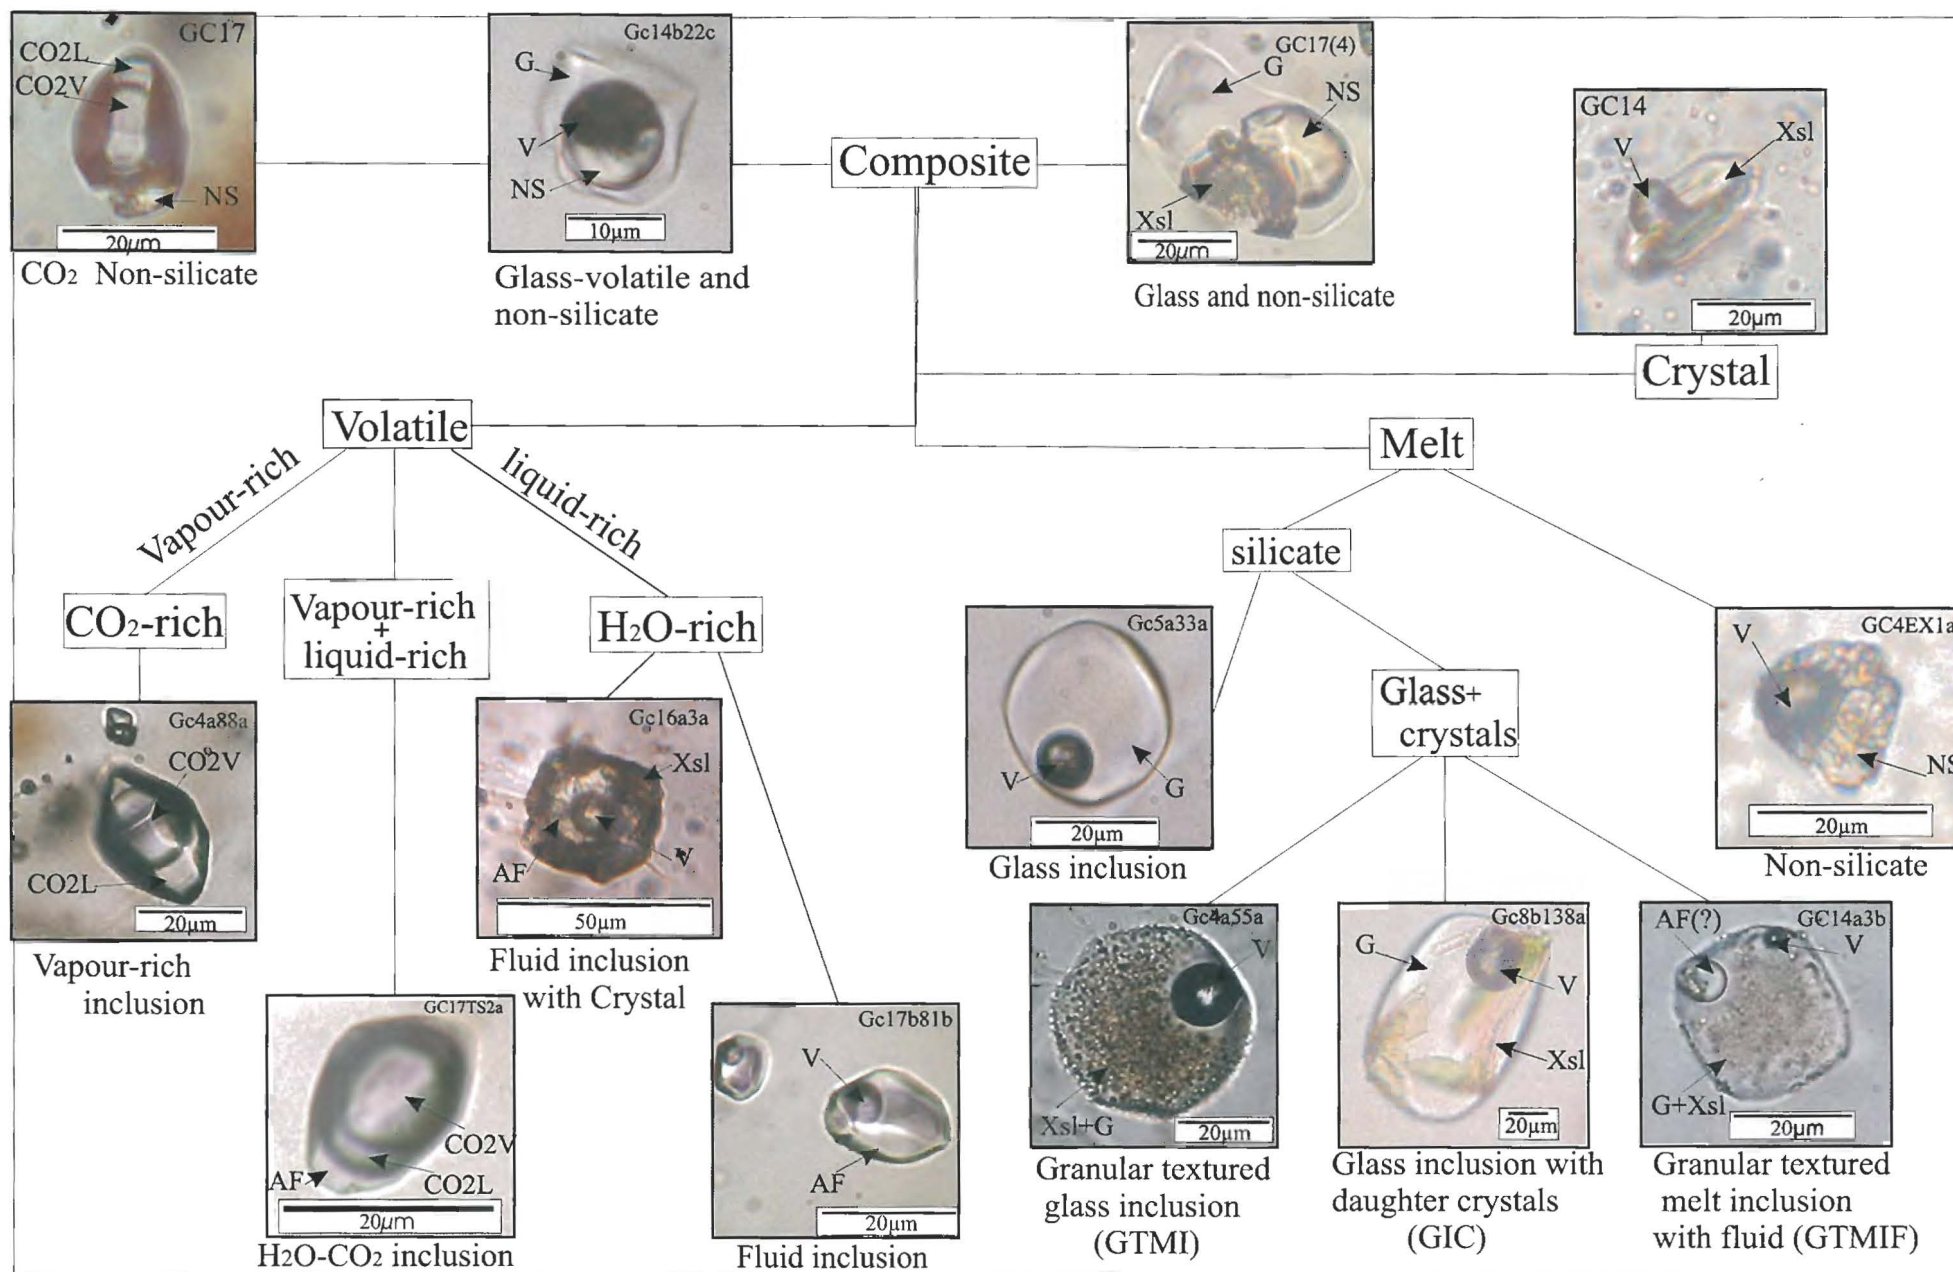 GC17
CO2L
CO2V
NS
20µm
CO2 Non-silicate
Gc14b22c
G
V
NS
10µm
Glass-volatile and
non-silicate
Composite
GC17(4)
G
NS
Xsl
20µm
Glass and non-silicate
GC14
V
Xsl
20µm
Crystal
Volatile
Vapour-rich
liquid-rich
CO2-rich
Vapour-rich
+
liquid-rich
H2O-rich
Melt
silicate
Glass+
crystals
Gc4a88a
CO2V
CO2L
20µm
Vapour-rich
inclusion
Gc16a3a
Xsl
AF
V
50µm
Fluid inclusion
with Crystal
GC17TS2a
CO2V
AF
CO2L
20µm
H2O-CO2 inclusion
Gc17b81b
V
AF
20µm
Fluid inclusion
Gc5a33a
V
G
20µm
Glass inclusion
GC4EX1a
V
NS
20µm
Non-silicate
Gc4a55a
V
Xsl+G
20µm
Granular textured
glass inclusion
(GTMI)
Gc8b138a
G
V
Xsl
20µm
Glass inclusion with
daughter crystals
(GIC)
AF(?)
GC14a3b
V
G+Xsl
20µm
Granular textured
melt inclusion
with fluid (GTMIF)